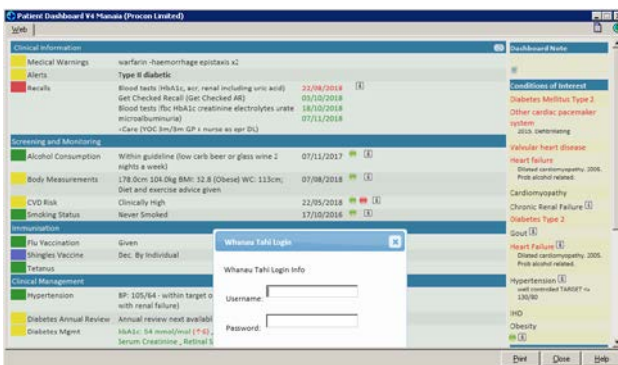 Patient Dashboard V4 Manaia (Procon Limited)
Web
Clinical Information
Medical Warnings warfarin -haemorrhage epistaxis x2
Alerts Type II diabetic
Recalls Blood tests :HbA1c, acr, renal including uric acid) 22/08/2018
Get Checked Recall (Get Checked AR) 03/10/2018
Blood tests :fbc HbA1c creatinine electrolytes urate 18/10/2018
microalbuminuria) 07/11/2018
<Care (YOC 3m/3m GP x nurse as epr DL)
Screening and Monitoring
Alcohol Consumption Within guideline (low carb beer or glass wine 2 07/11/2017
nights a week)
Body Measurements 178.0cm 104.0kg BMI: 32.8 (Obese) WC: 113cm; 07/08/2018
Diet and exercise advice given
CVD Risk Clinically High 22/05/2018
Smoking Status Never Smoked 17/10/2016
Immunisation
Flu Vaccination Given
Shingles Vaccine Dec. By Individual
Tetanus
Clinical Management
Hypertension BP: 105/64 - within target
with renal failure)
Diabetes Annual Review Annual review next availabl
Diabetes Mgmt HbA1c: 54 mmol/mol
Serum Creatinine , Retinal S
Whanau Tahi Login
Whanau Tahi Login Info
Username:
Password:
Dashboard Note
Conditions of Interest
Diabetes Mellitus Type 2
Other cardiac pacemaker
system
2015. Dehibrilating
Valvular heart disease
Heart failure
Dilated cardiomyopathy. 2005.
Prob alcohol related.
Cardiomyopathy
Chronic Renal Failure
Diabetes Type 2
Gout
Heart Failure
Dilated cardiomyopathy. 2005.
Prob alcohol related.
Hypertension
well controlled TARGET <=
130/80
IHD
Obesity
Print Close Help